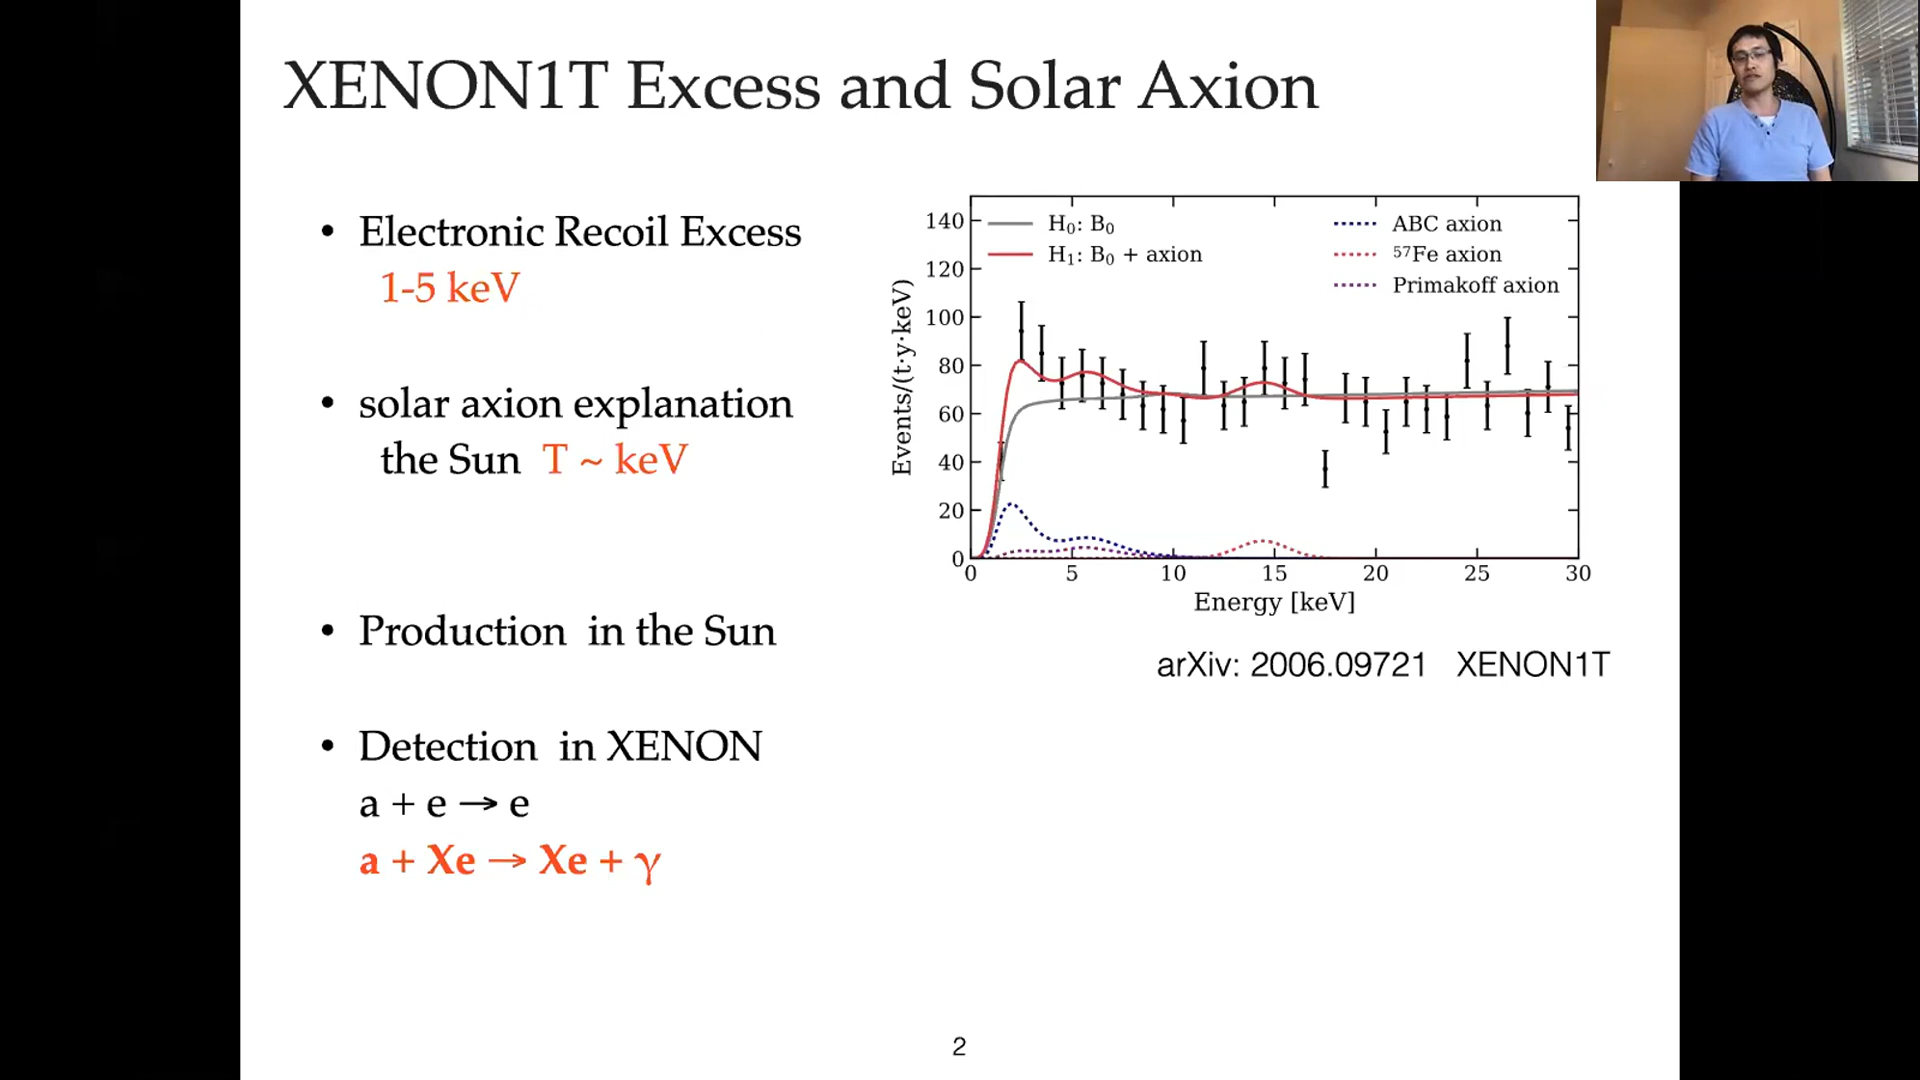 XENON1T Excess and Solar Axion
• Electronic Recoil Excess
1-5 keV
• solar axion explanation
the Sun T ~ keV
• Production in the Sun
• Detection in XENON
a + e → e
a + Xe → Xe + γ
H₀: B₀
H₁: B₀ + axion
ABC axion
⁵⁷Fe axion
Primakoff axion
Events/(t·y·keV)
140
120
100
80
60
40
20
0
0 5 10 15 20 25 30
Energy [keV]
arXiv: 2006.09721 XENON1T
2